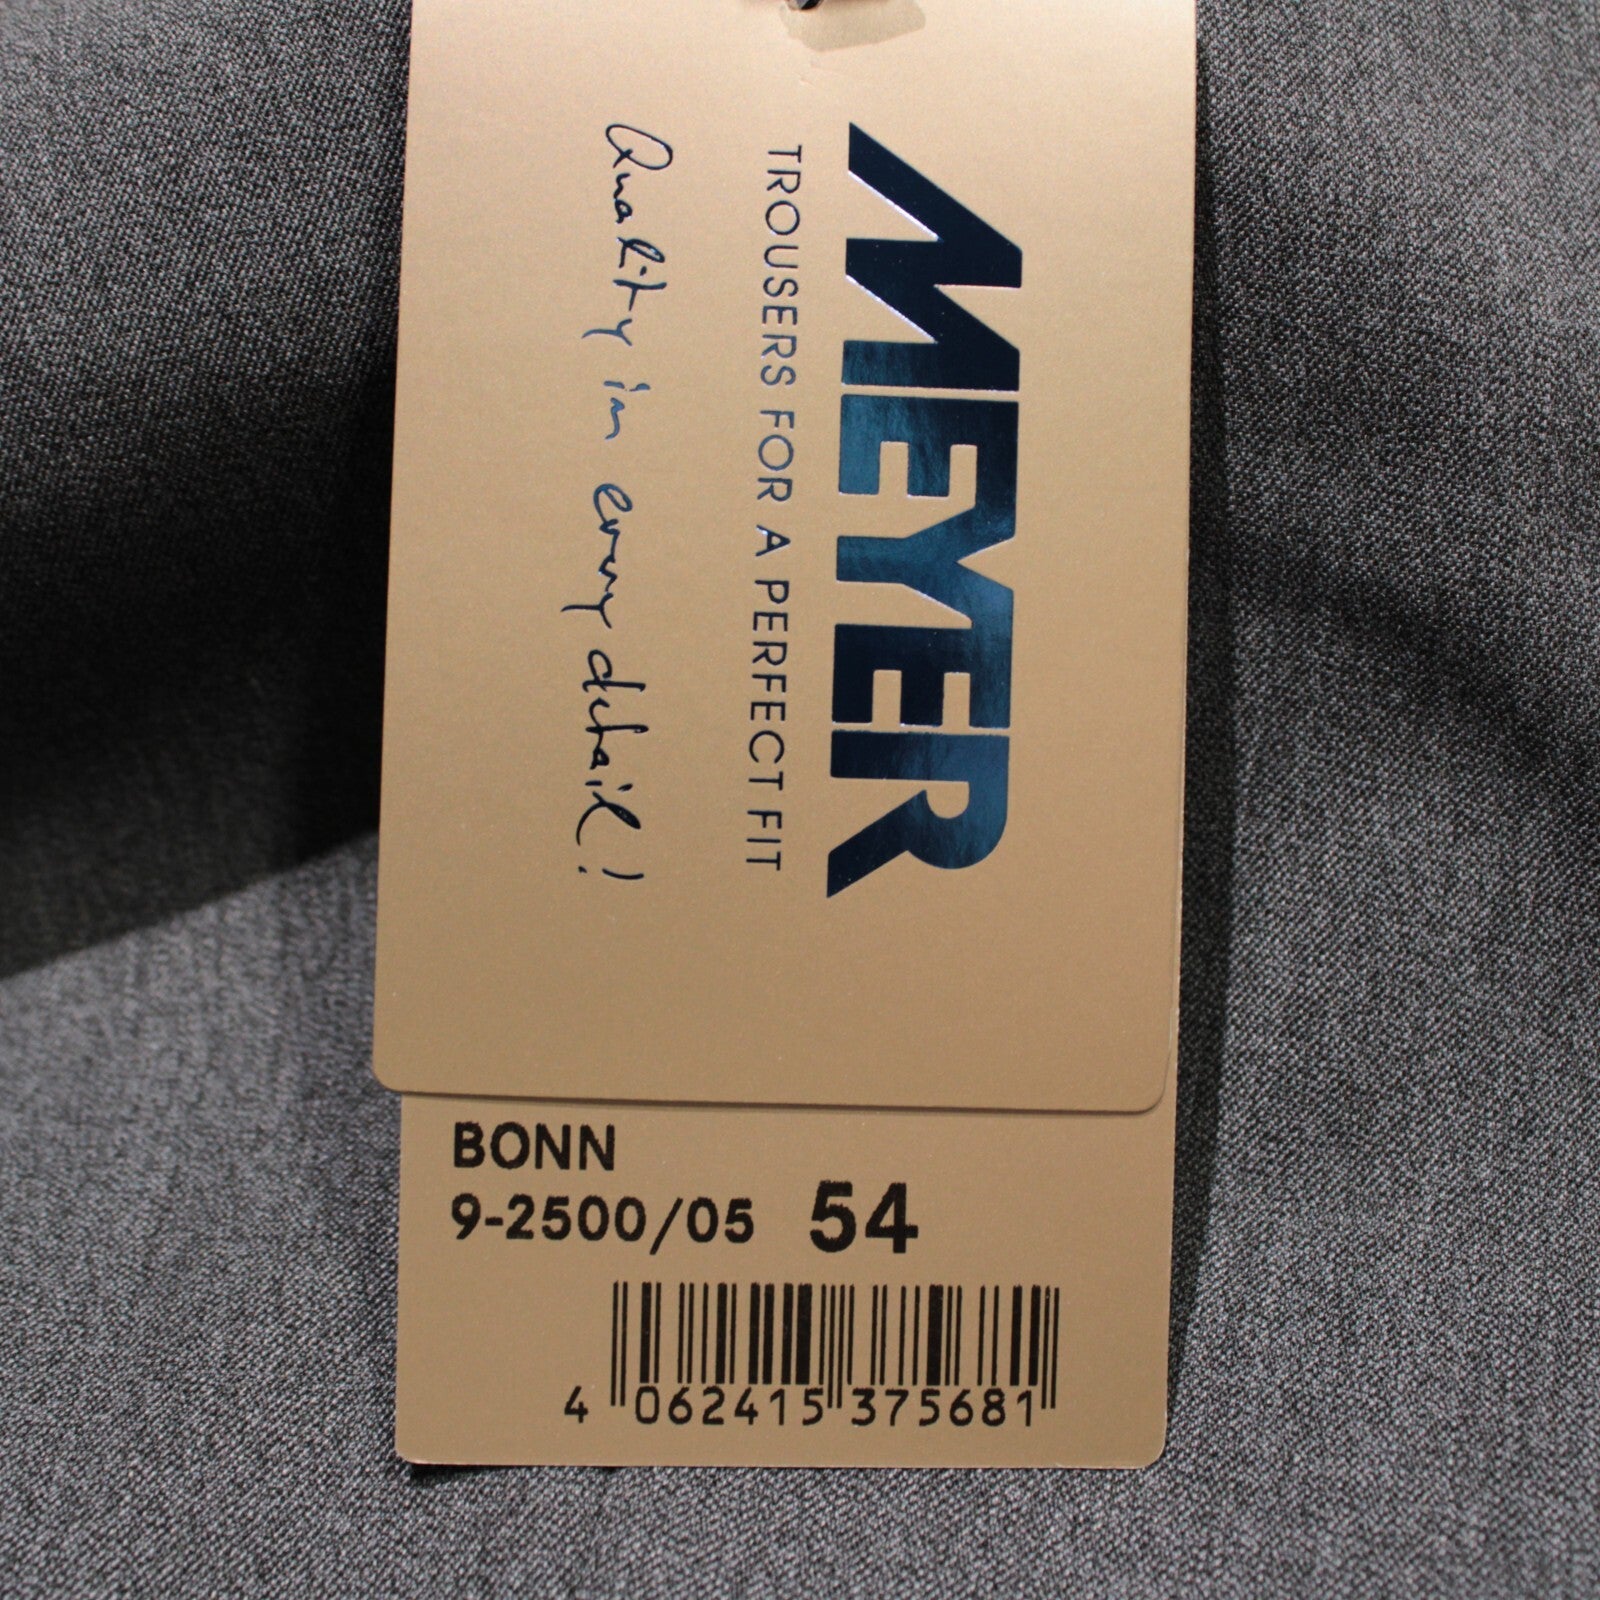 MEYER
TROUSERS FOR A PERFECT FIT
Quality in every detail!
BONN
9-2500/05 54
4 062415 375681